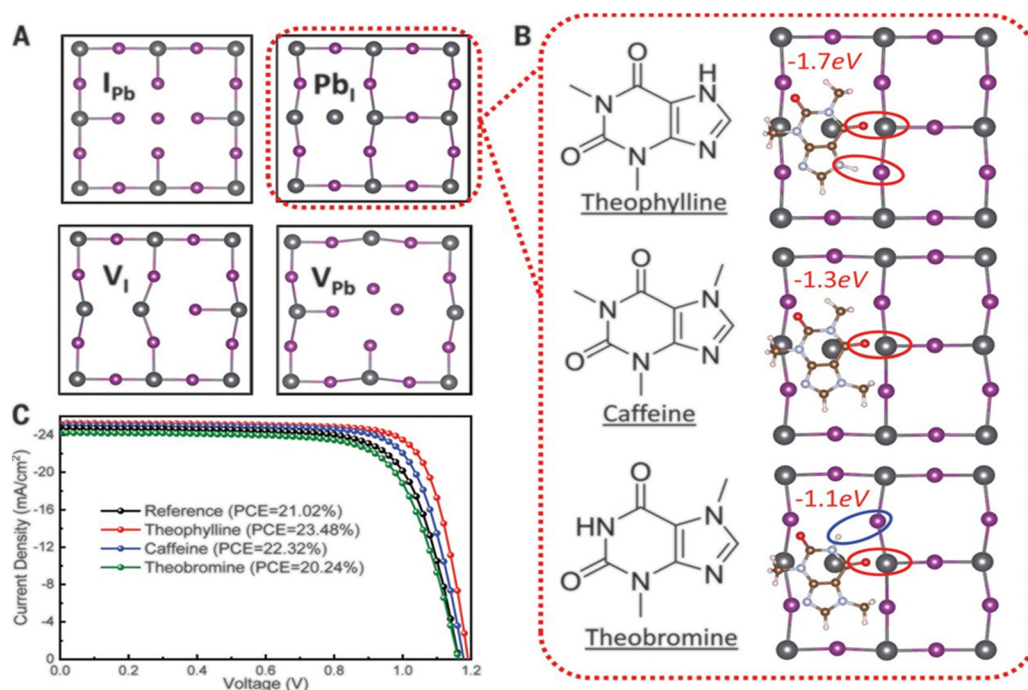 A
I_Pb
Pb_I
V_I
V_Pb
B
O
H
N
N
O
N
N
Theophylline
-1.7eV
O
N
N
O
N
N
Caffeine
-1.3eV
O
HN
N
O
N
N
Theobromine
-1.1eV
C
Current Density (mA/cm²)
-24
-20
-16
-12
-8
-4
0
Reference (PCE=21.02%)
Theophylline (PCE=23.48%)
Caffeine (PCE=22.32%)
Theobromine (PCE=20.24%)
0.0 0.2 0.4 0.6 0.8 1.0 1.2
Voltage (V)